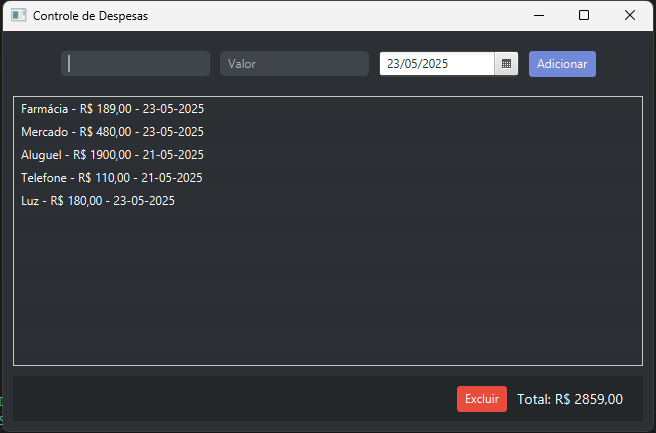 Controle de Despesas
Valor 23/05/2025 Adicionar
Farmácia - R$ 189,00 - 23-05-2025
Mercado - R$ 480,00 - 23-05-2025
Aluguel - R$ 1900,00 - 21-05-2025
Telefone - R$ 110,00 - 21-05-2025
Luz - R$ 180,00 - 23-05-2025
Excluir Total: R$ 2859,00